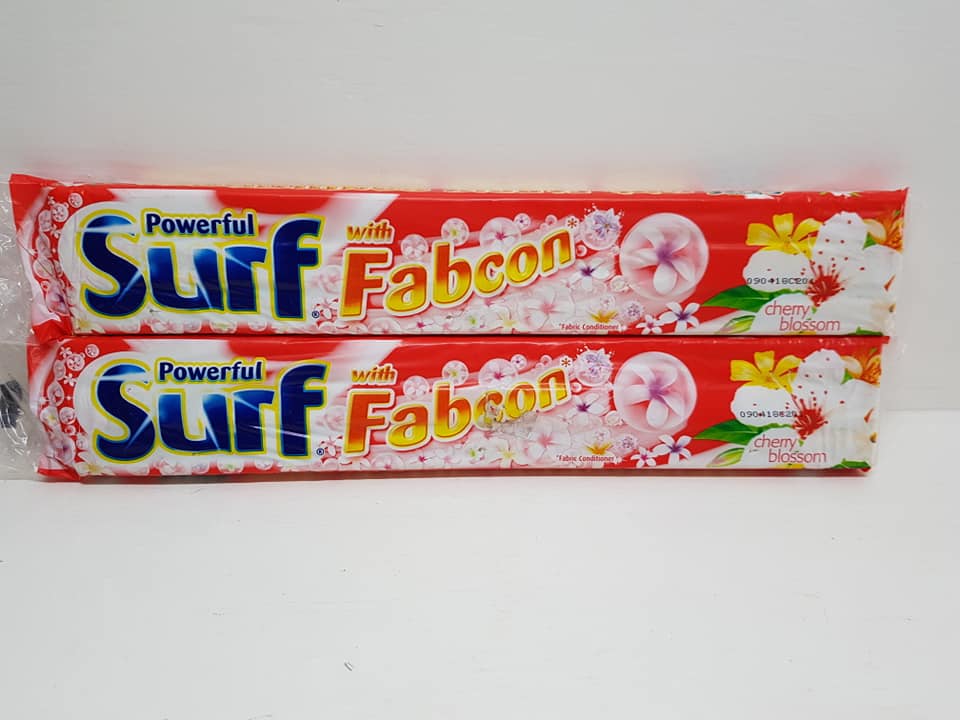 Powerful
Surf®
with
Fabcon*
*Fabric Conditioner
cherry
blossom
Powerful
Surf®
with
Fabcon*
*Fabric Conditioner
cherry
blossom